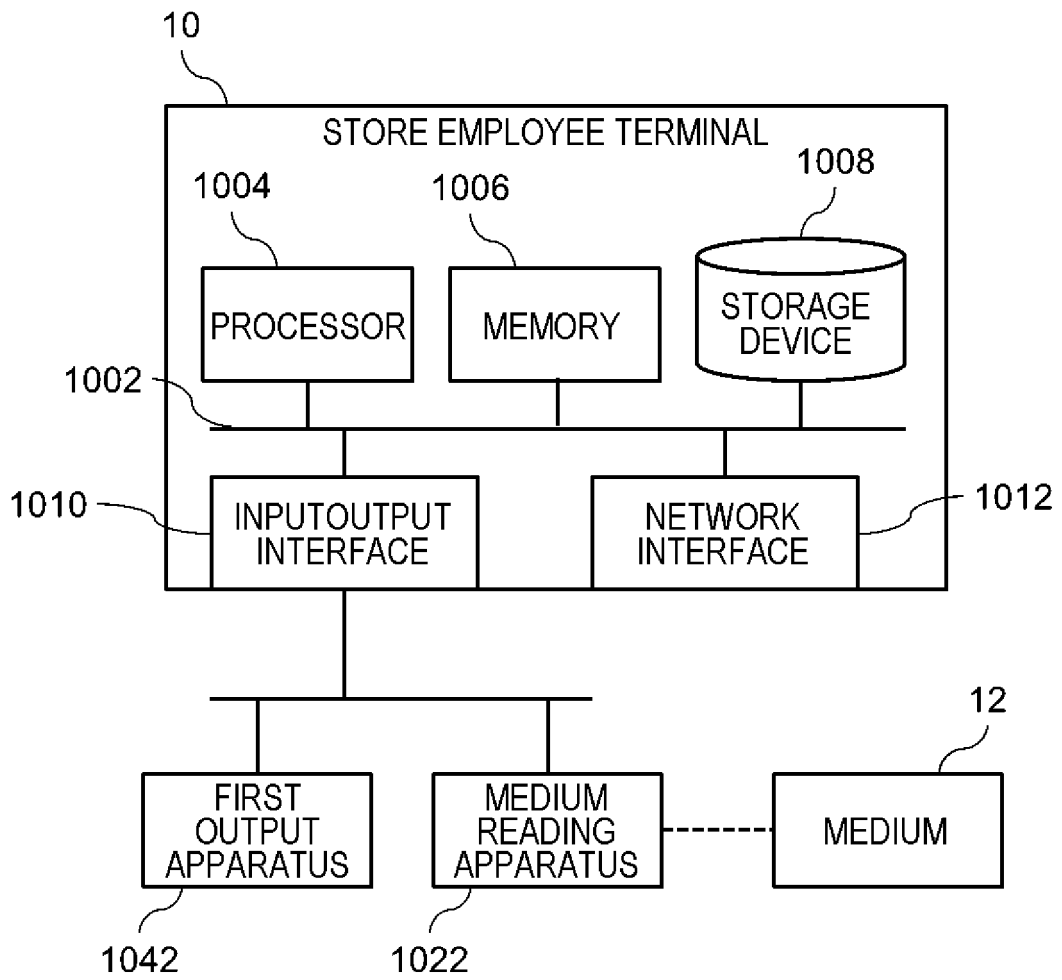 10
STORE EMPLOYEE TERMINAL
1004
1006
1008
PROCESSOR
MEMORY
STORAGE
DEVICE
1002
1010
INPUTOUTPUT
INTERFACE
NETWORK
INTERFACE
1012
12
FIRST
OUTPUT
APPARATUS
MEDIUM
READING
APPARATUS
MEDIUM
1042
1022